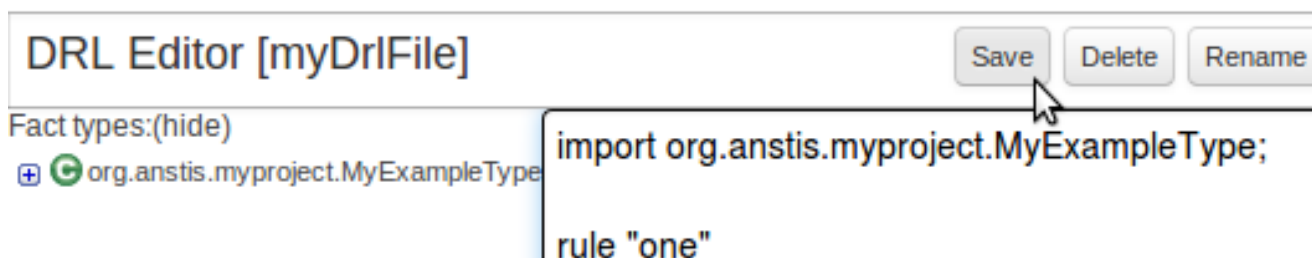 DRL Editor [myDrlFile]
Save Delete Rename
Fact types:(hide)
org.anstis.myproject.MyExampleType
import org.anstis.myproject.MyExampleType;
rule "one"